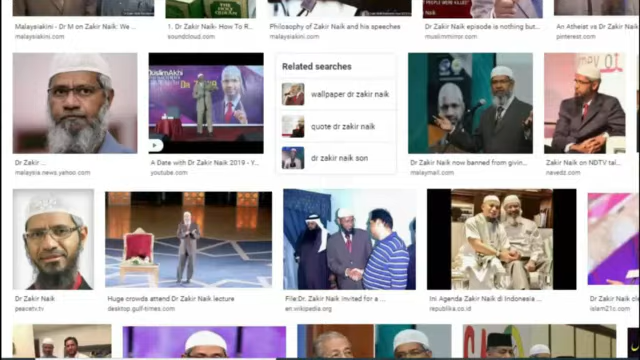 Malaysiakini - Dr M on Zakir Naik: We ...
malaysiakini.com
1. Dr Zakir Naik- How To R...
soundcloud.com
Philosophy of Zakir Naik and his speeches
malaysiakini.com
Dr Zakir Naik episode is nothing but...
muslimmirror.com
An Atheist vs Dr Zakir Naik
pinterest.com
PEOPLE WERE KILLED"
Related searches
wallpaper dr zakir naik
quote dr zakir naik
dr zakir naik son
Dr Zakir ...
malaysia.news.yahoo.com
A Date with Dr Zakir Naik 2019 - Y...
youtube.com
Dr Zakir Naik now banned from givin...
malaymail.com
Zakir Naik on NDTV tal...
navedz.com
Dr Zakir Naik
peacetv.tv
Huge crowds attend Dr Zakir Naik lecture
desktop.gulf-times.com
File:Dr. Zakir Naik invited for a ...
en.wikipedia.org
Ini Agenda Zakir Naik di Indonesia ...
republika.co.id
Dr Zakir Naik
islami21c.com